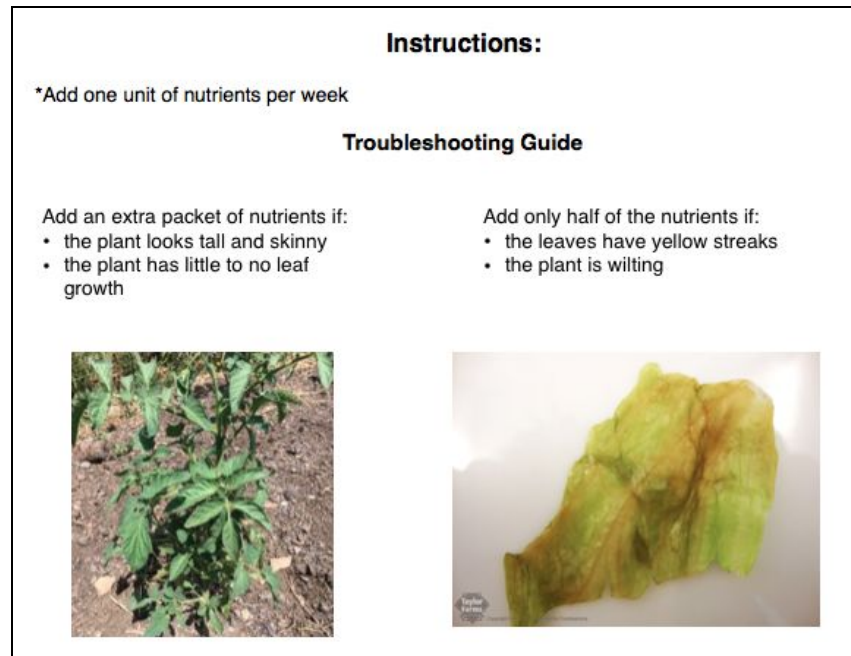 Instructions:
*Add one unit of nutrients per week
Troubleshooting Guide
Add an extra packet of nutrients if:
• the plant looks tall and skinny
• the plant has little to no leaf
growth
Add only half of the nutrients if:
• the leaves have yellow streaks
• the plant is wilting
Taylor
Farms